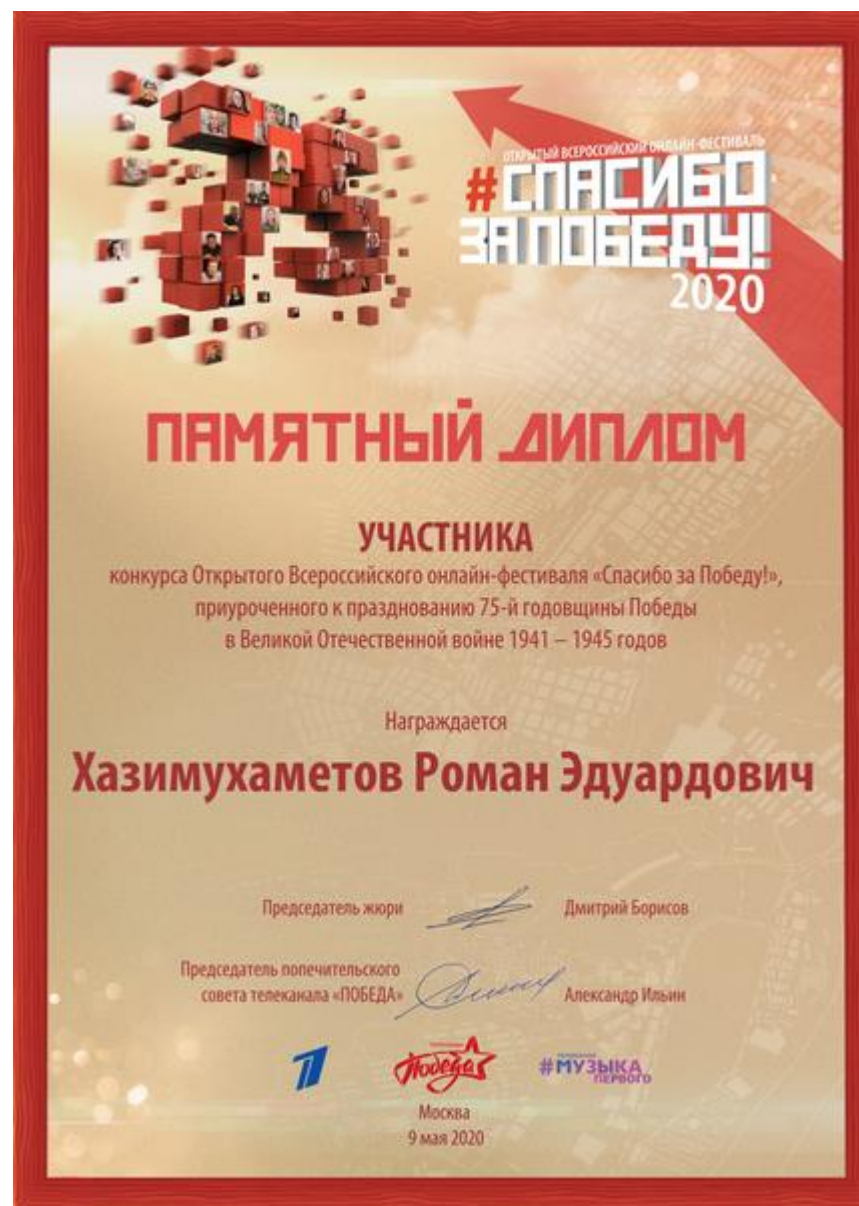 75
ОТКРЫТЫЙ ВСЕРОССИЙСКИЙ ОНЛАЙН-ФЕСТИВАЛЬ
#СПАСИБО
ЗА ПОБЕДУ!
2020
ПАМЯТНЫЙ ДИПЛОМ
УЧАСТНИКА
конкурса Открытого Всероссийского онлайн-фестиваля «Спасибо за Победу!»,
приуроченного к празднованию 75-й годовщины Победы
в Великой Отечественной войне 1941 – 1945 годов
Награждается
Хазимухаметов Роман Эдуардович
Председатель жюри Дмитрий Борисов
Председатель попечительского
совета телеканала «ПОБЕДА» Александр Ильин
1 Победа #МУЗЫКА
ПЕРВОГО
Москва
9 мая 2020